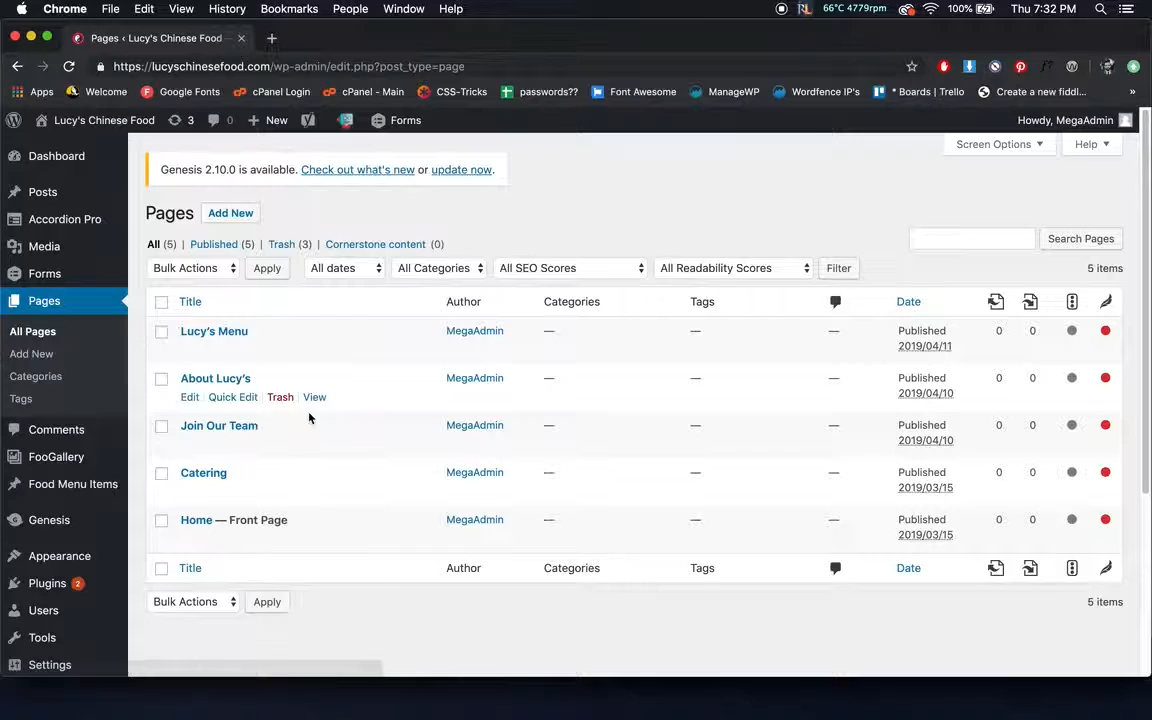 Chrome File Edit View History Bookmarks People Window Help 66°C 4779rpm 100% Thu 7:32 PM
Pages ‹ Lucy's Chinese Food
https://lucyschinesefood.com/wp-admin/edit.php?post_type=page
Apps Welcome Google Fonts cPanel Login cPanel - Main CSS-Tricks passwords?? Font Awesome ManageWP Wordfence IP's * Boards | Trello Create a new fiddl... »
Lucy's Chinese Food 3 0 New Forms Howdy, MegaAdmin
Screen Options Help
Dashboard
Posts
Accordion Pro
Media
Forms
Pages
All Pages
Add New
Categories
Tags
Comments
FooGallery
Food Menu Items
Genesis
Appearance
Plugins 2
Users
Tools
Settings
Genesis 2.10.0 is available. Check out what's new or update now.
Pages Add New
All (5) | Published (5) | Trash (3) | Cornerstone content (0)
Search Pages
Bulk Actions Apply All dates All Categories All SEO Scores All Readability Scores Filter 5 items
Title Author Categories Tags Date
Lucy's Menu MegaAdmin — — — Published 0 0
2019/04/11
About Lucy's MegaAdmin — — — Published 0 0
Edit | Quick Edit | Trash | View 2019/04/10
Join Our Team MegaAdmin — — — Published 0 0
2019/04/10
Catering MegaAdmin — — — Published 0 0
2019/03/15
Home — Front Page MegaAdmin — — — Published 0 0
2019/03/15
Title Author Categories Tags Date
Bulk Actions Apply 5 items